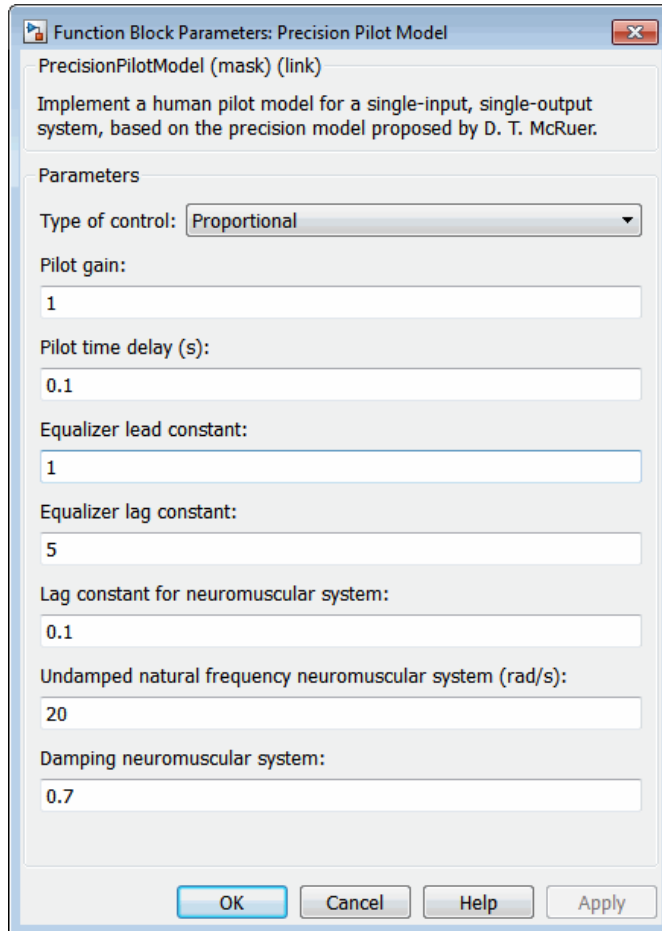 Function Block Parameters: Precision Pilot Model
PrecisionPilotModel (mask) (link)
Implement a human pilot model for a single-input, single-output
system, based on the precision model proposed by D. T. McRuer.
Parameters
Type of control: Proportional
Pilot gain:
1
Pilot time delay (s):
0.1
Equalizer lead constant:
1
Equalizer lag constant:
5
Lag constant for neuromuscular system:
0.1
Undamped natural frequency neuromuscular system (rad/s):
20
Damping neuromuscular system:
0.7
OK Cancel Help Apply